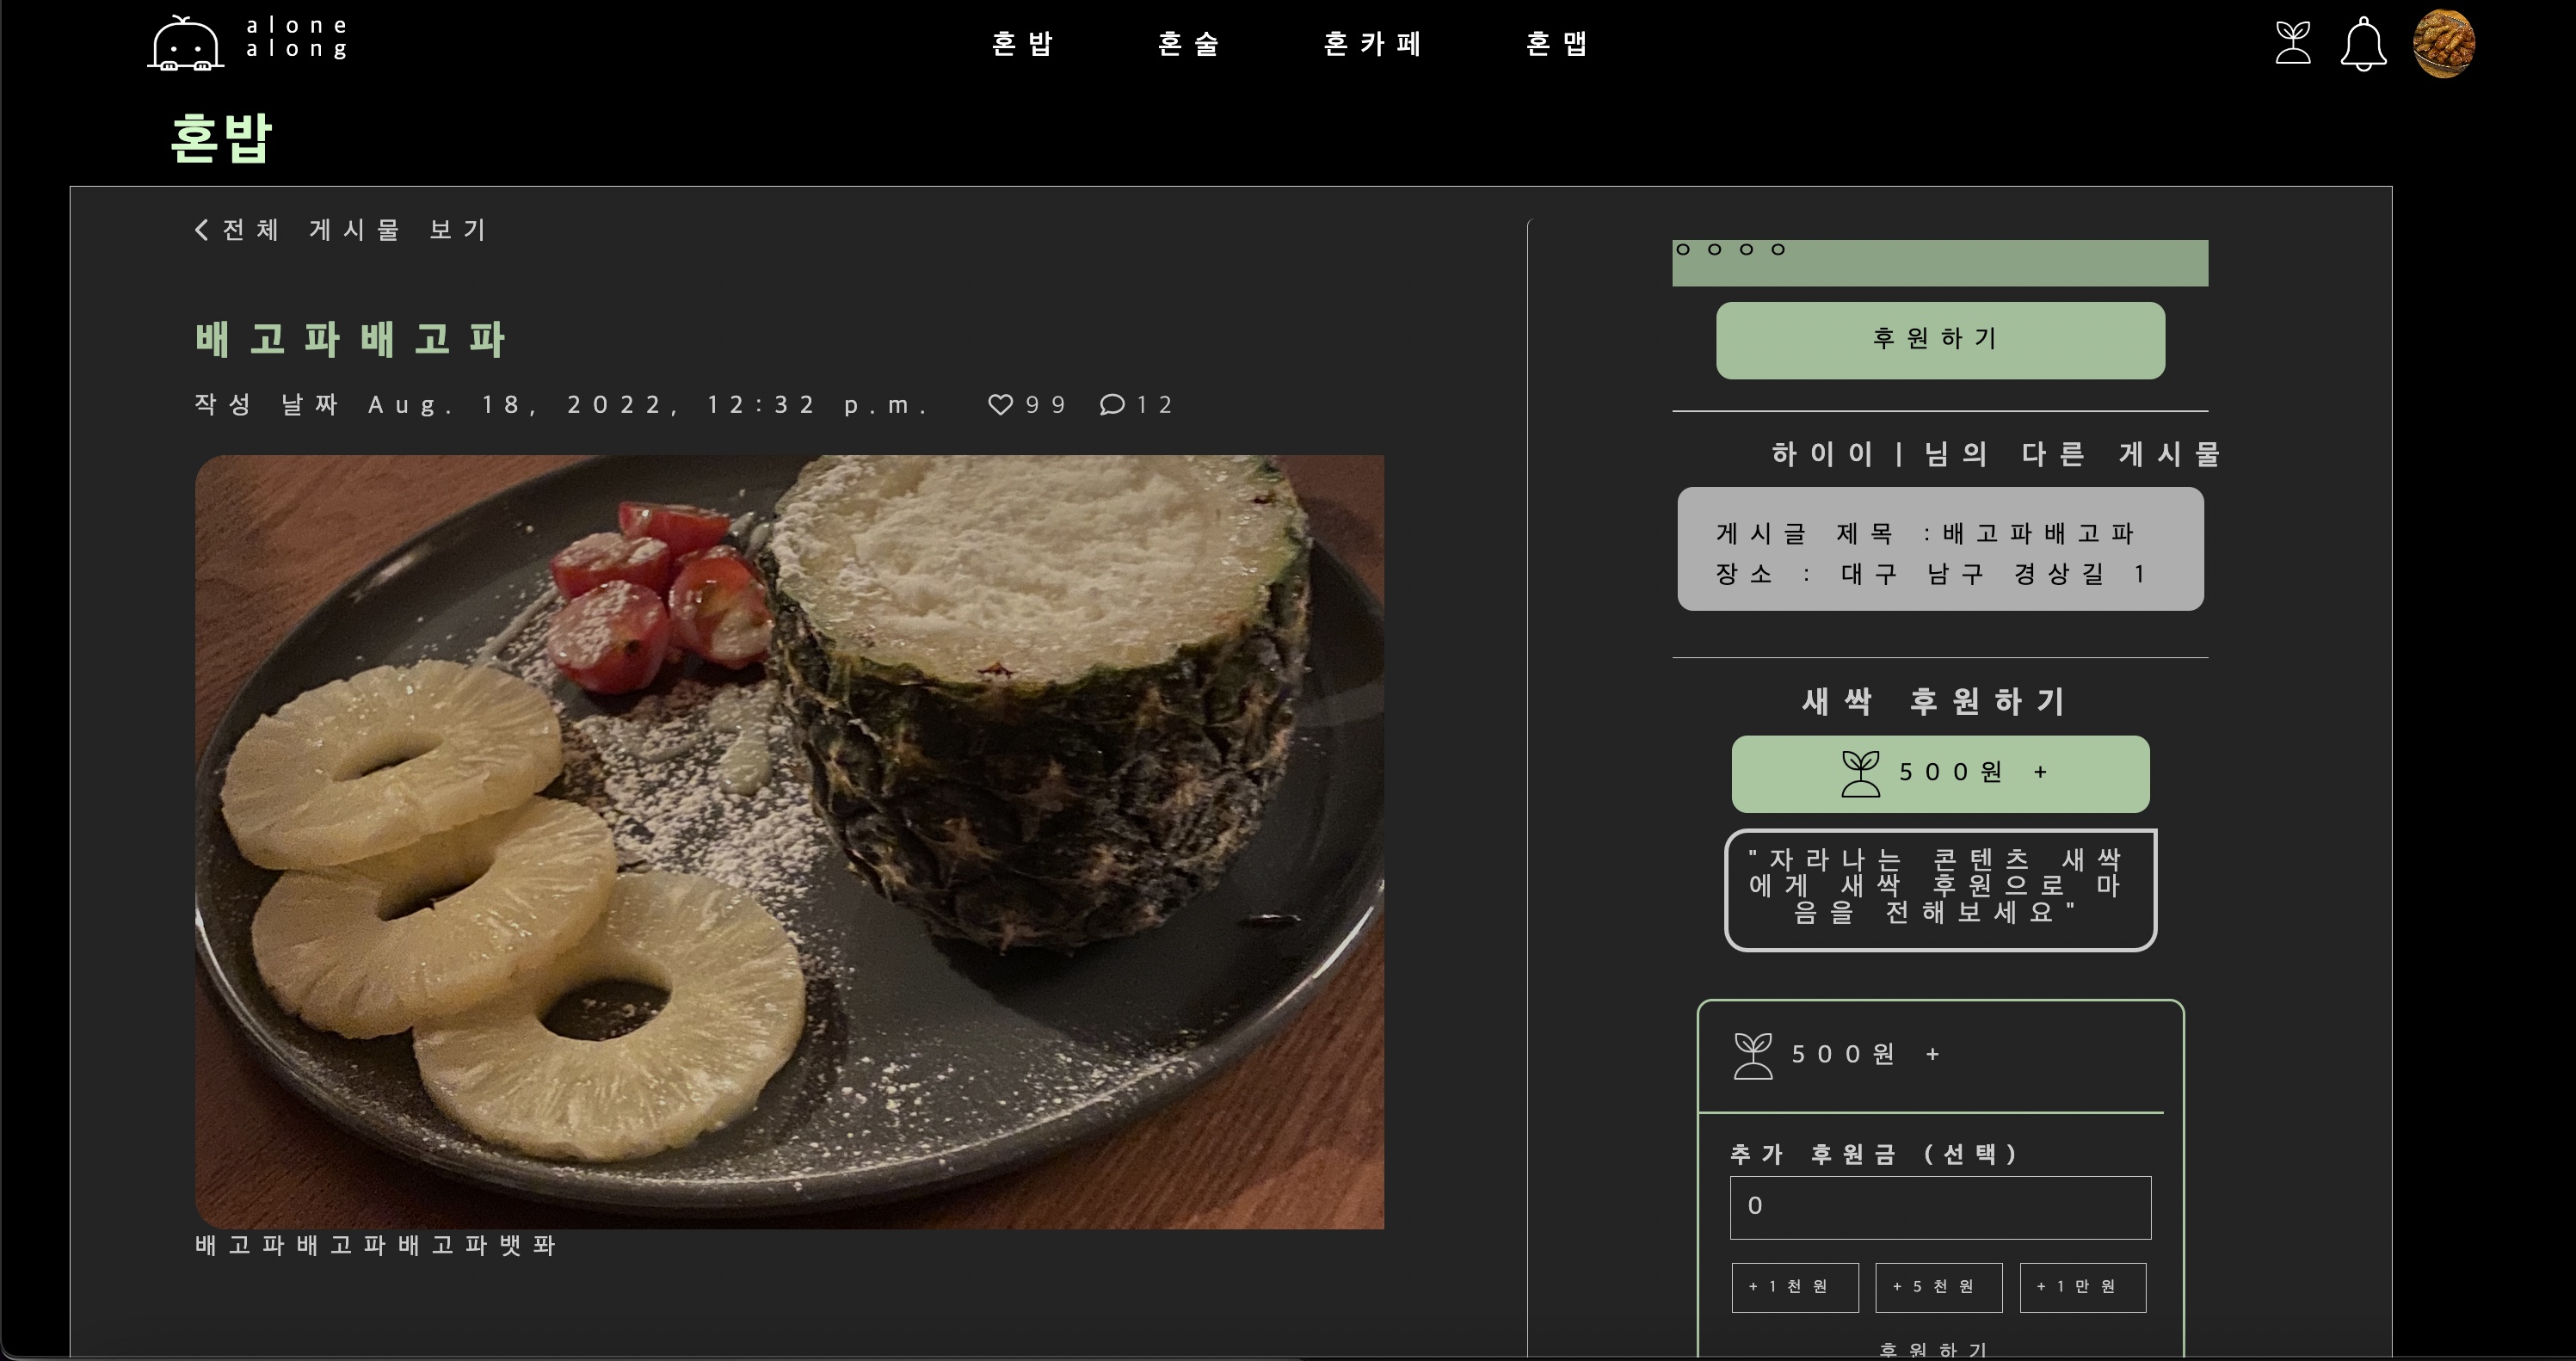 alone
along
혼밥 혼술 혼카페 혼맵
혼밥
전체 게시물 보기
배고파배고파
작성 날짜 Aug. 18, 2022, 12:32 p.m. 99 12
배고파배고파배고파뱃퐈
ㅇㅇㅇㅇ
후원하기
하이이ㅣ님의 다른 게시물
게시글 제목 :배고파배고파
장소 : 대구 남구 경상길 1
새싹 후원하기
500원 +
"자라나는 콘텐츠 새싹
에게 새싹 후원으로 마
음을 전해보세요"
500원 +
추가 후원금 (선택)
0
+1천원 +5천원 +1만원
후원하기